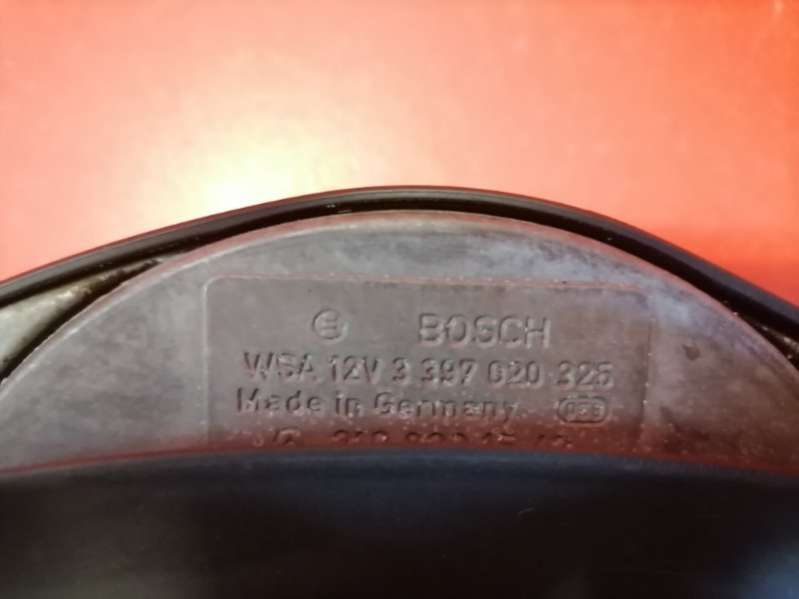 BOSCH
WSA 12V 3 397 020 325
Made in Germany